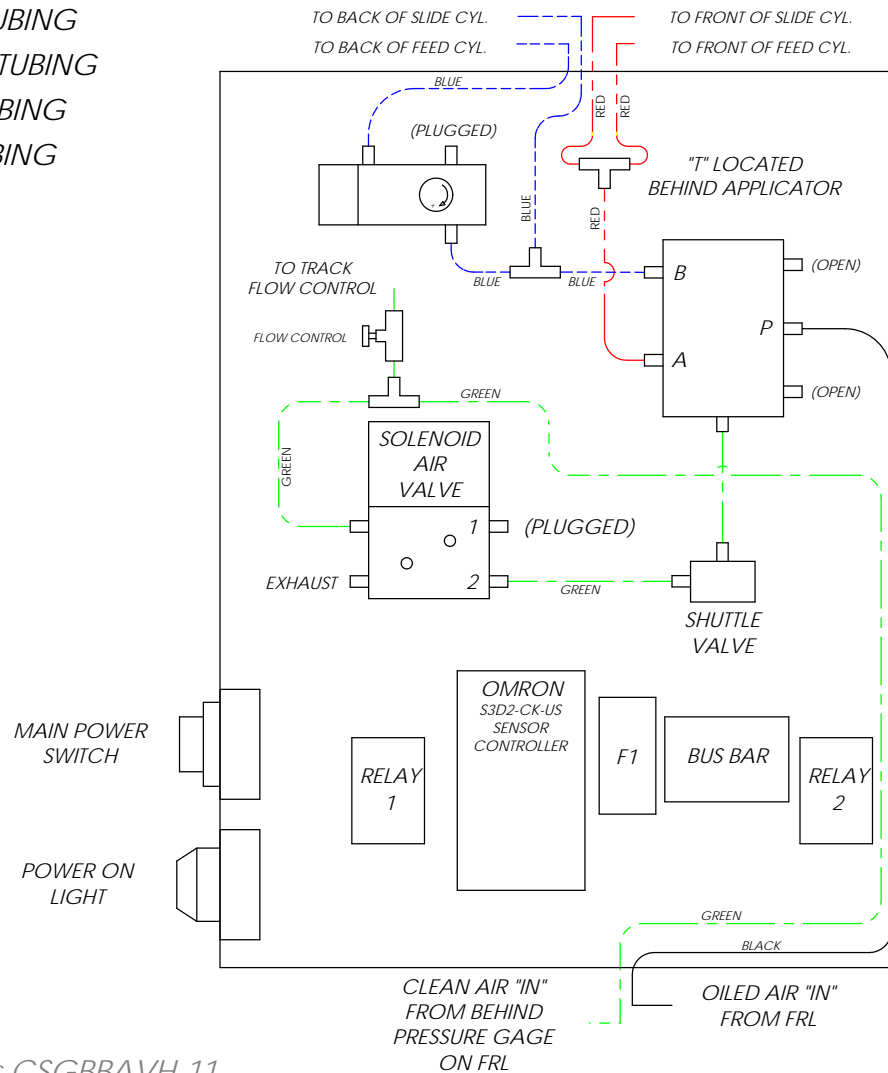 TUBING
TUBING
TUBING
TUBING
TO BACK OF SLIDE CYL.
TO BACK OF FEED CYL.
TO FRONT OF SLIDE CYL.
TO FRONT OF FEED CYL.
BLUE
RED
RED
(PLUGGED)
"T" LOCATED
BEHIND APPLICATOR
BLUE
RED
TO TRACK
FLOW CONTROL
BLUE
BLUE
B
(OPEN)
P
FLOW CONTROL
A
(OPEN)
GREEN
GREEN
SOLENOID
AIR
VALVE
1
(PLUGGED)
EXHAUST
2
GREEN
SHUTTLE
VALVE
MAIN POWER
SWITCH
OMRON
S3D2-CK-US
SENSOR
CONTROLLER
RELAY
1
F1
BUS BAR
RELAY
2
POWER ON
LIGHT
GREEN
BLACK
CLEAN AIR "IN"
FROM BEHIND
PRESSURE GAGE
ON FRL
OILED AIR "IN"
FROM FRL